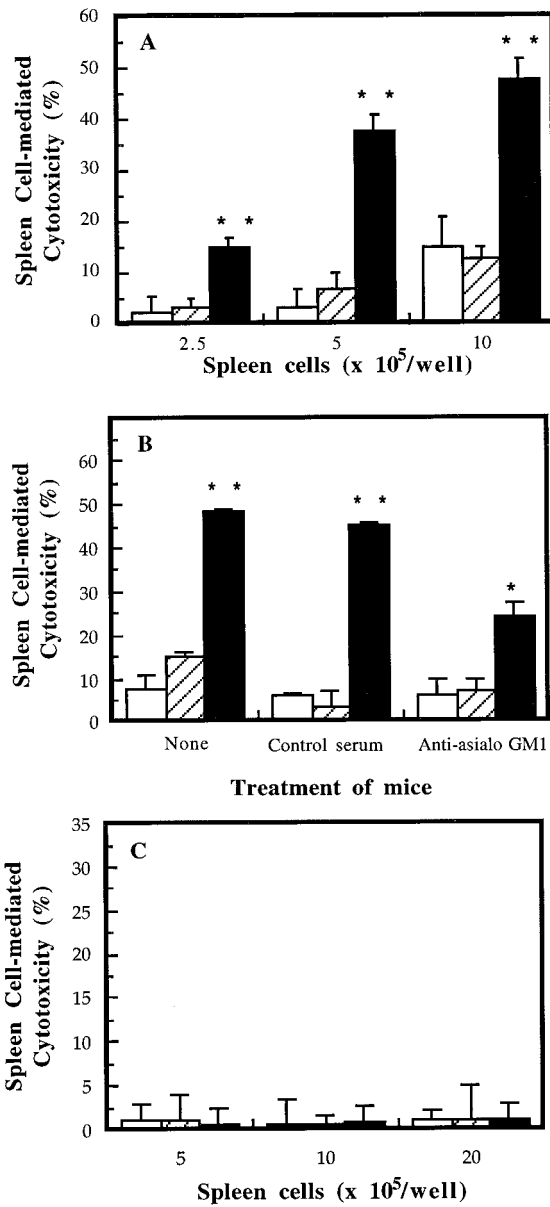 A
Spleen Cell-mediated
Cytotoxicity (%)
60
50
40
30
20
10
0
* *
* *
* *
2.5
5
10
Spleen cells (x 10⁵/well)
B
Spleen Cell-mediated
Cytotoxicity (%)
60
50
40
30
20
10
0
* *
* *
*
None
Control serum
Anti-asialo GM1
Treatment of mice
C
Spleen Cell-mediated
Cytotoxicity (%)
35
30
25
20
15
10
5
0
5
10
20
Spleen cells (x 10⁵/well)